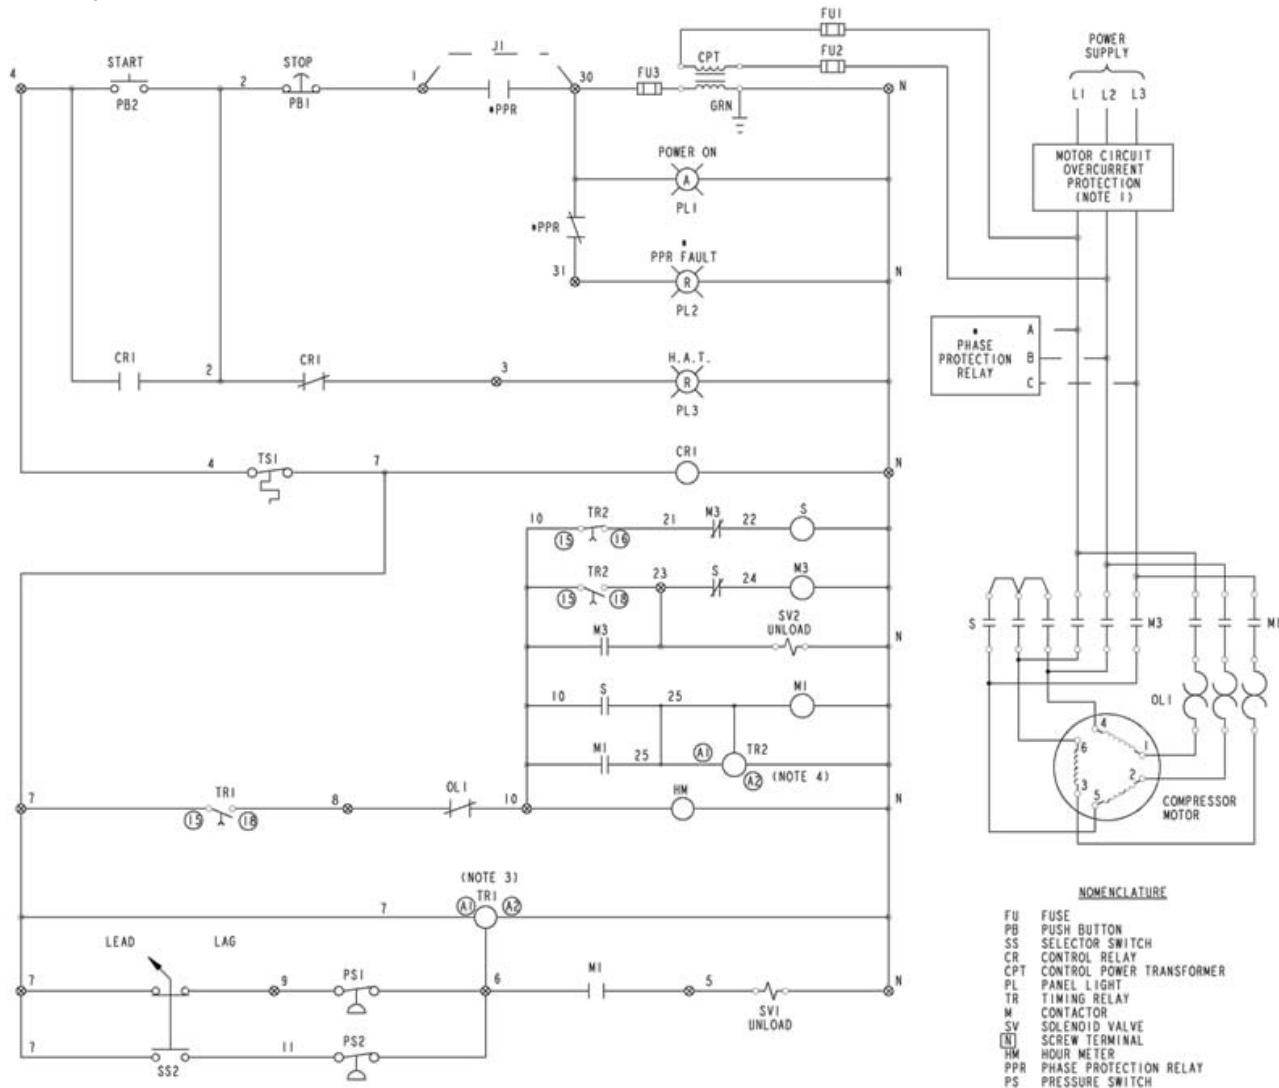 FU1
POWER
SUPPLY
J1
FU2
CPT
START
STOP
4
2
1
30
FU3
N
L1 L2 L3
PB2
PB1
*PPR
GRN
POWER ON
A
PL1
MOTOR CIRCUIT
OVERCURRENT
PROTECTION
(NOTE 1)
*PPR
*
PPR FAULT
31
R
N
PL2
*
PHASE
PROTECTION
RELAY
A
B
C
CR1
2
CR1
3
H.A.T.
R
PL3
4
TS1
7
CR1
N
10
TR2
21
M3
22
S
15
16
TR2
23
S
24
M3
15
18
M3
SV2
UNLOAD
N
S
M3
M1
10
S
25
M1
OL1
M1
25
A1
TR2
A2
(NOTE 4)
4
1
6
2
3
5
COMPRESSOR
MOTOR
7
TR1
8
OL1
10
HM
N
15
18
(NOTE 3)
TR1
7
A1
A2
LEAD
LAG
7
9
PS1
6
M1
5
N
SV1
UNLOAD
7
11
PS2
SS2
NOMENCLATURE
FU FUSE
PB PUSH BUTTON
SS SELECTOR SWITCH
CR CONTROL RELAY
CPT CONTROL POWER TRANSFORMER
PL PANEL LIGHT
TR TIMING RELAY
M CONTACTOR
SV SOLENOID VALVE
N SCREW TERMINAL
HM HOUR METER
PPR PHASE PROTECTION RELAY
PS PRESSURE SWITCH